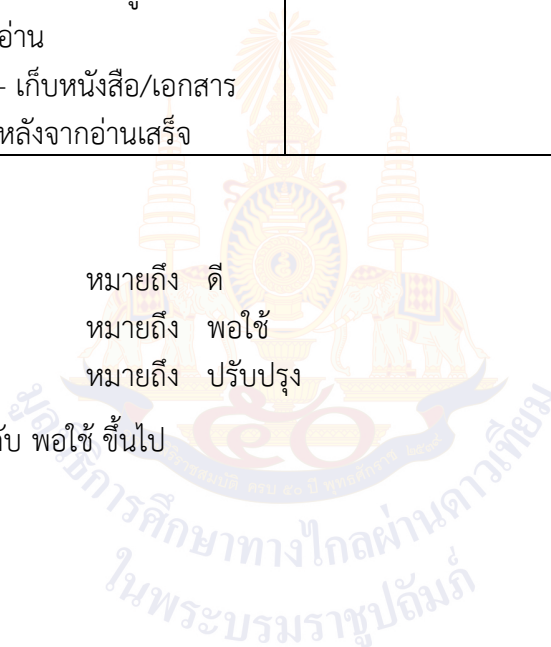 อ่าน
- เก็บหนังสือ/เอกสาร
หลังจากอ่านเสร็จ
หมายถึง ดี
หมายถึง พอใช้
หมายถึง ปรับปรุง
พอใช้ ขึ้นไป
มูลนิธิการศึกษาทางไกลผ่านดาวเทียม
ในพระบรมราชูปถัมภ์